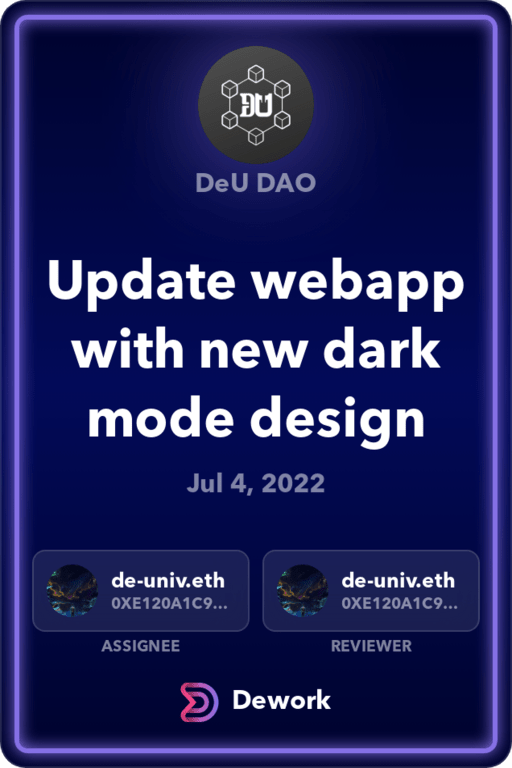 DU
DeU DAO
Update webapp
with new dark
mode design
Jul 4, 2022
de-univ.eth
0XE120A1C9...
ASSIGNEE
de-univ.eth
0XE120A1C9...
REVIEWER
Dework